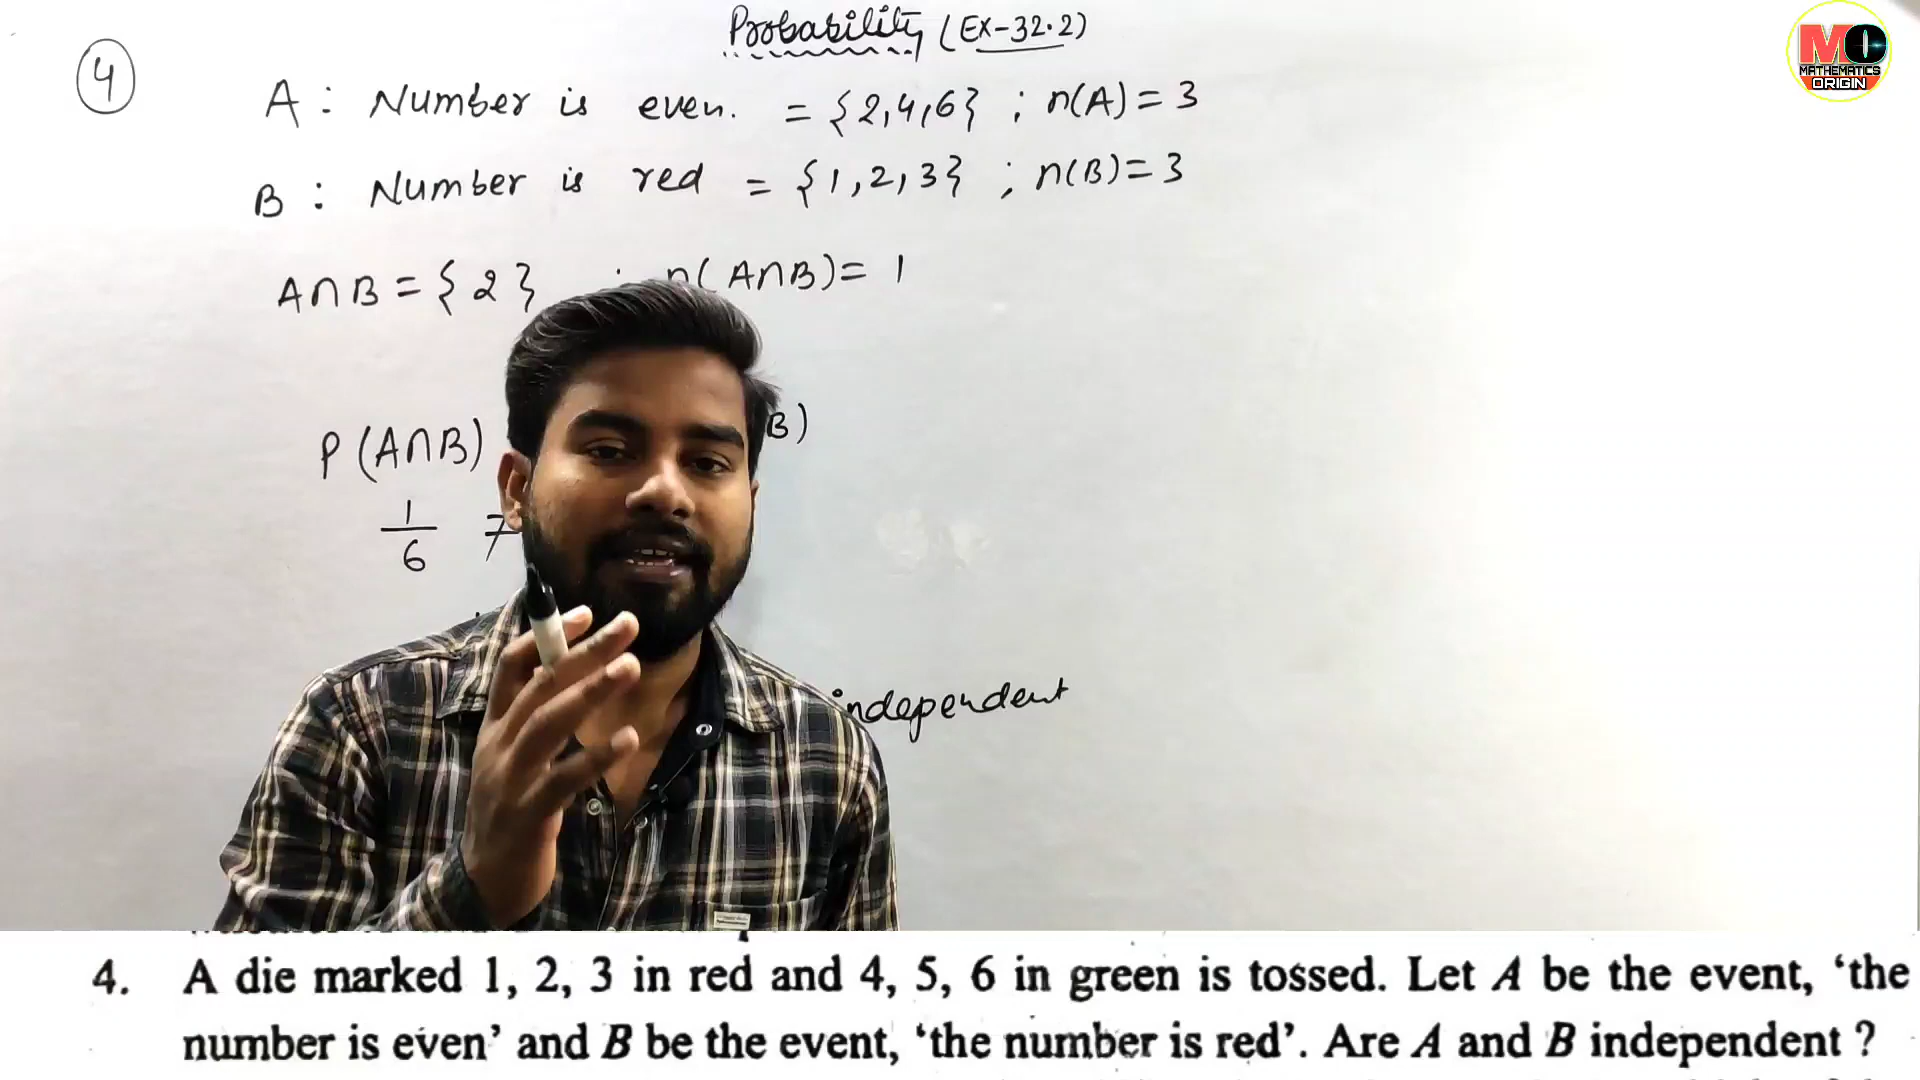 Probability (Ex-32.2)
MO
MATHEMATICS
ORIGIN
4
A : Number is even. = {2,4,6} ; n(A) = 3
B : Number is red = {1,2,3} ; n(B) = 3
A∩B = {2} ; n(A∩B) = 1
P(A∩B) B)
1/6 ≠
independent
4. A die marked 1, 2, 3 in red and 4, 5, 6 in green is tossed. Let A be the event, ‘the
number is even’ and B be the event, ‘the number is red’. Are A and B independent ?